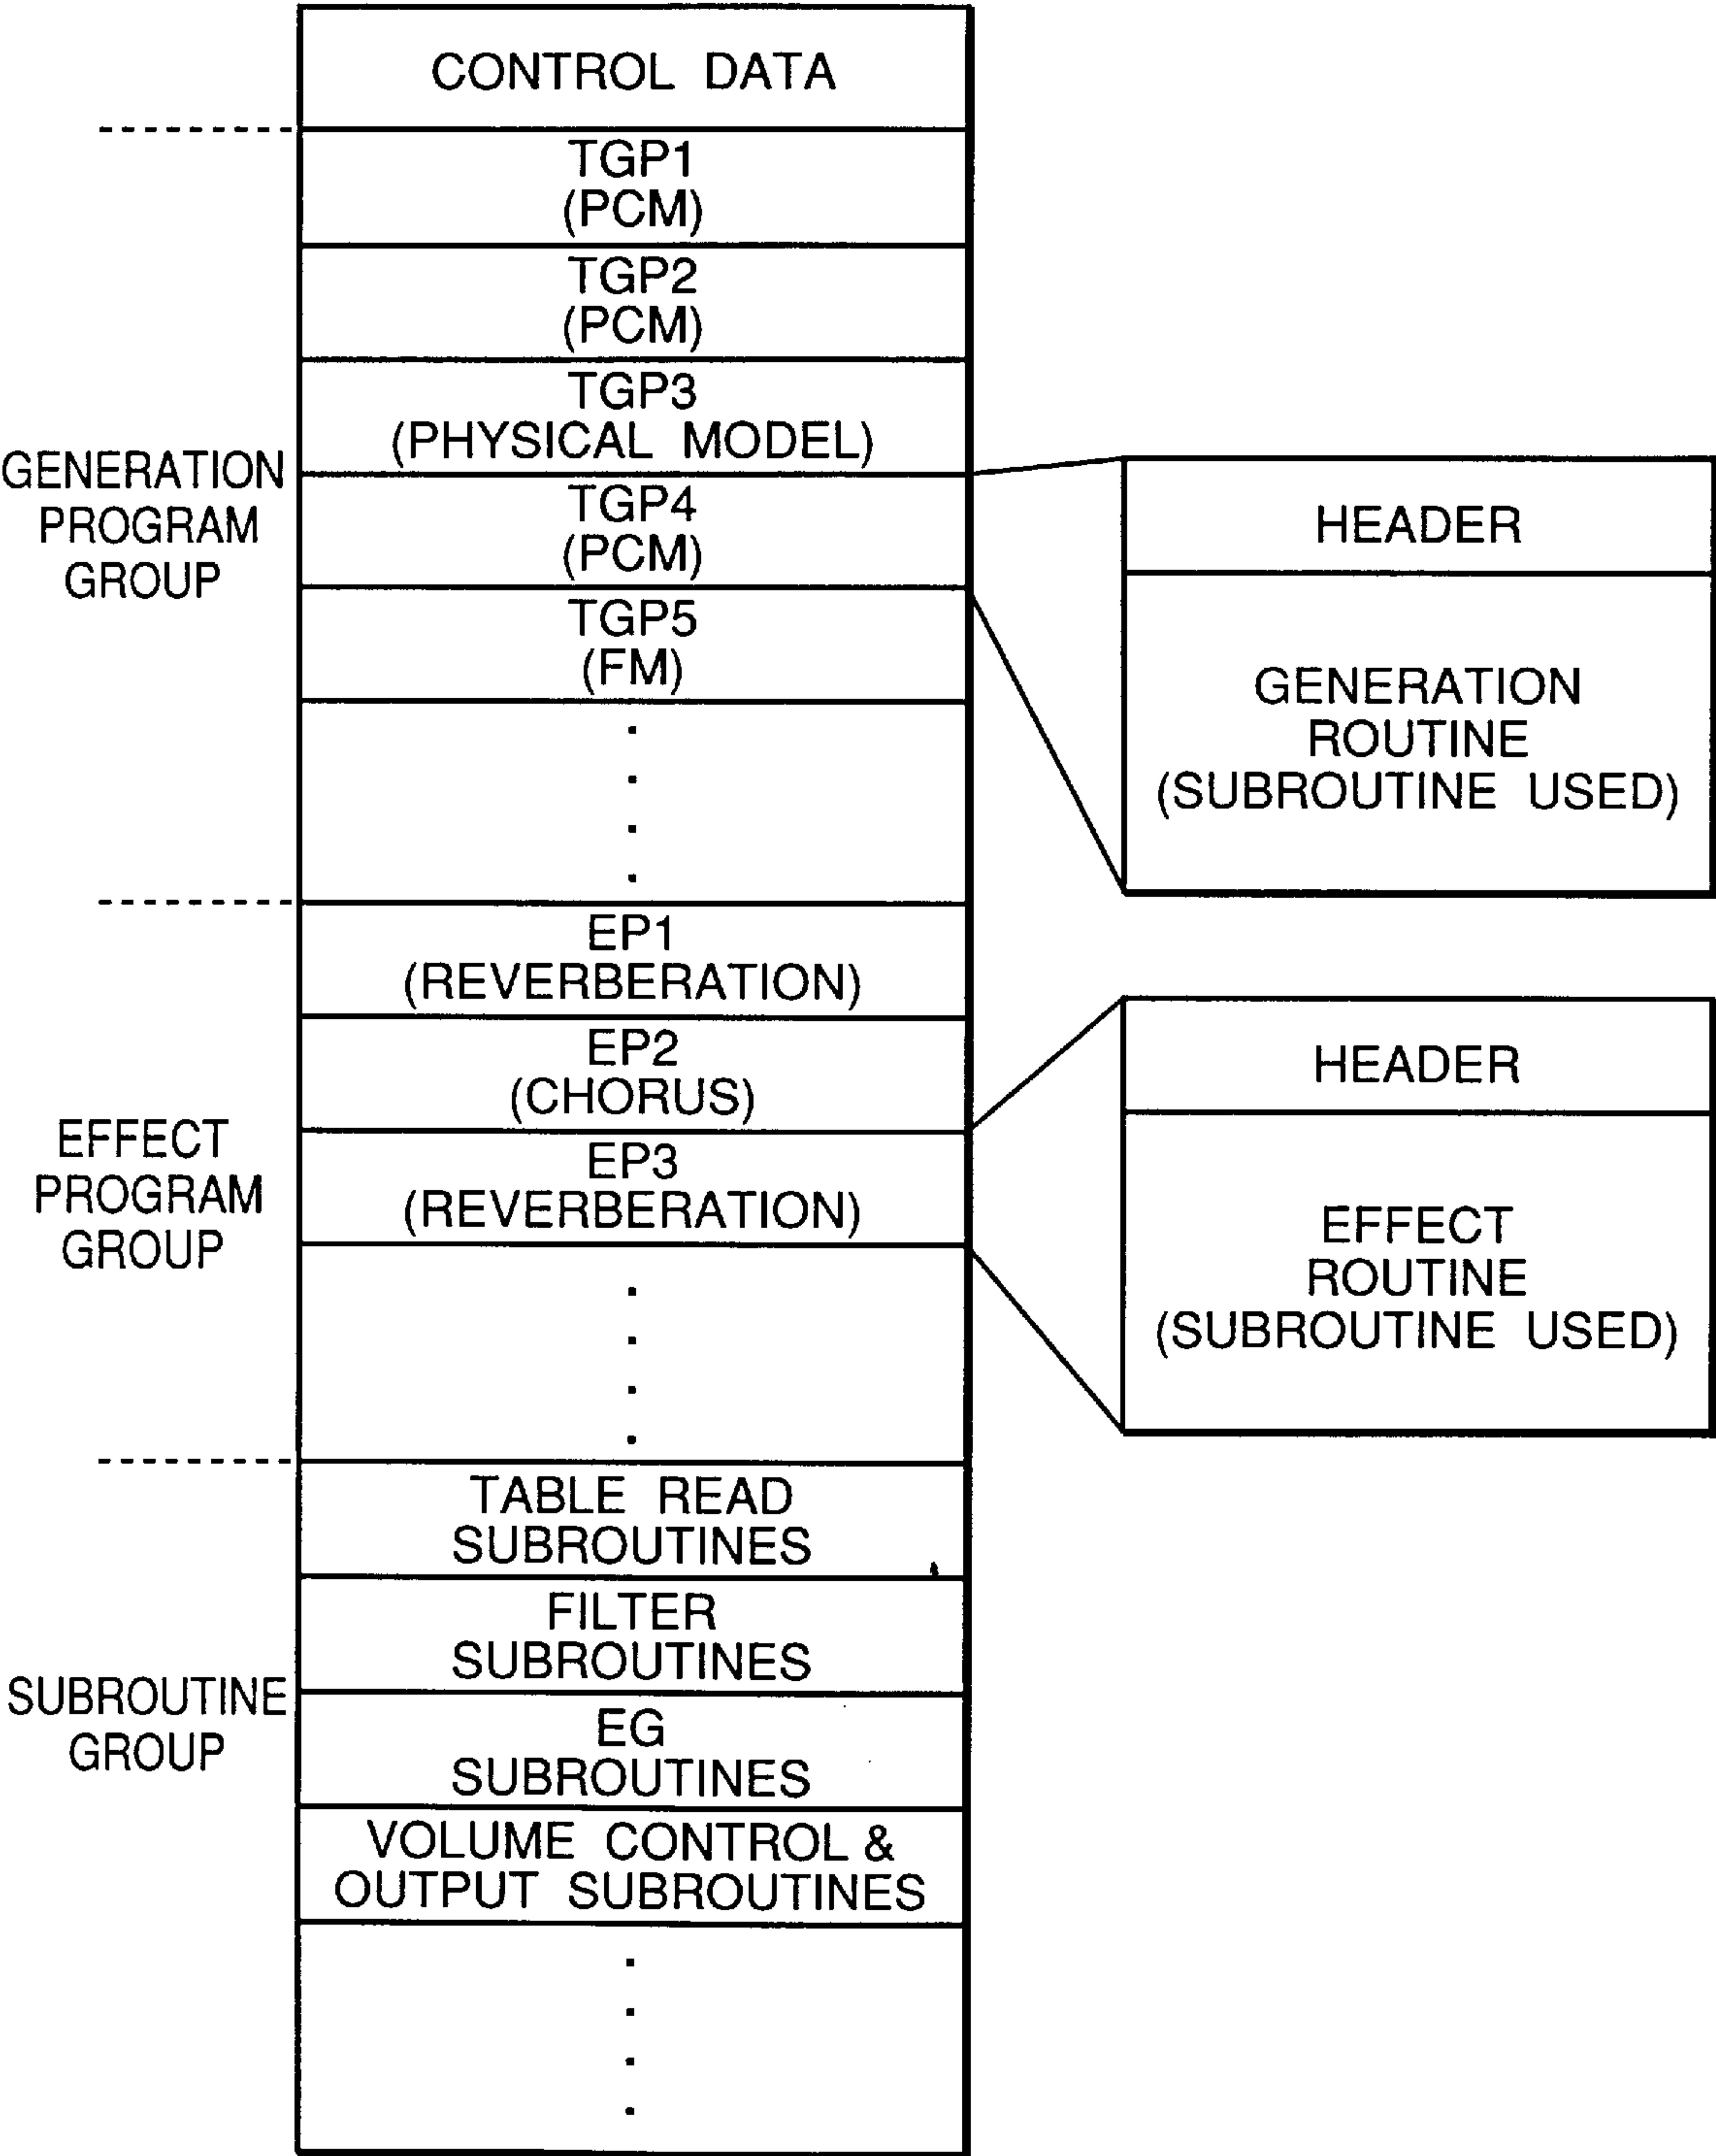 CONTROL DATA
TGP1
(PCM)
TGP2
(PCM)
TGP3
(PHYSICAL MODEL)
GENERATION
PROGRAM
GROUP
TGP4
(PCM)
TGP5
(FM)
HEADER
GENERATION
ROUTINE
(SUBROUTINE USED)
EP1
(REVERBERATION)
EP2
(CHORUS)
EFFECT
PROGRAM
GROUP
EP3
(REVERBERATION)
HEADER
EFFECT
ROUTINE
(SUBROUTINE USED)
TABLE READ
SUBROUTINES
FILTER
SUBROUTINES
SUBROUTINE
GROUP
EG
SUBROUTINES
VOLUME CONTROL &
OUTPUT SUBROUTINES